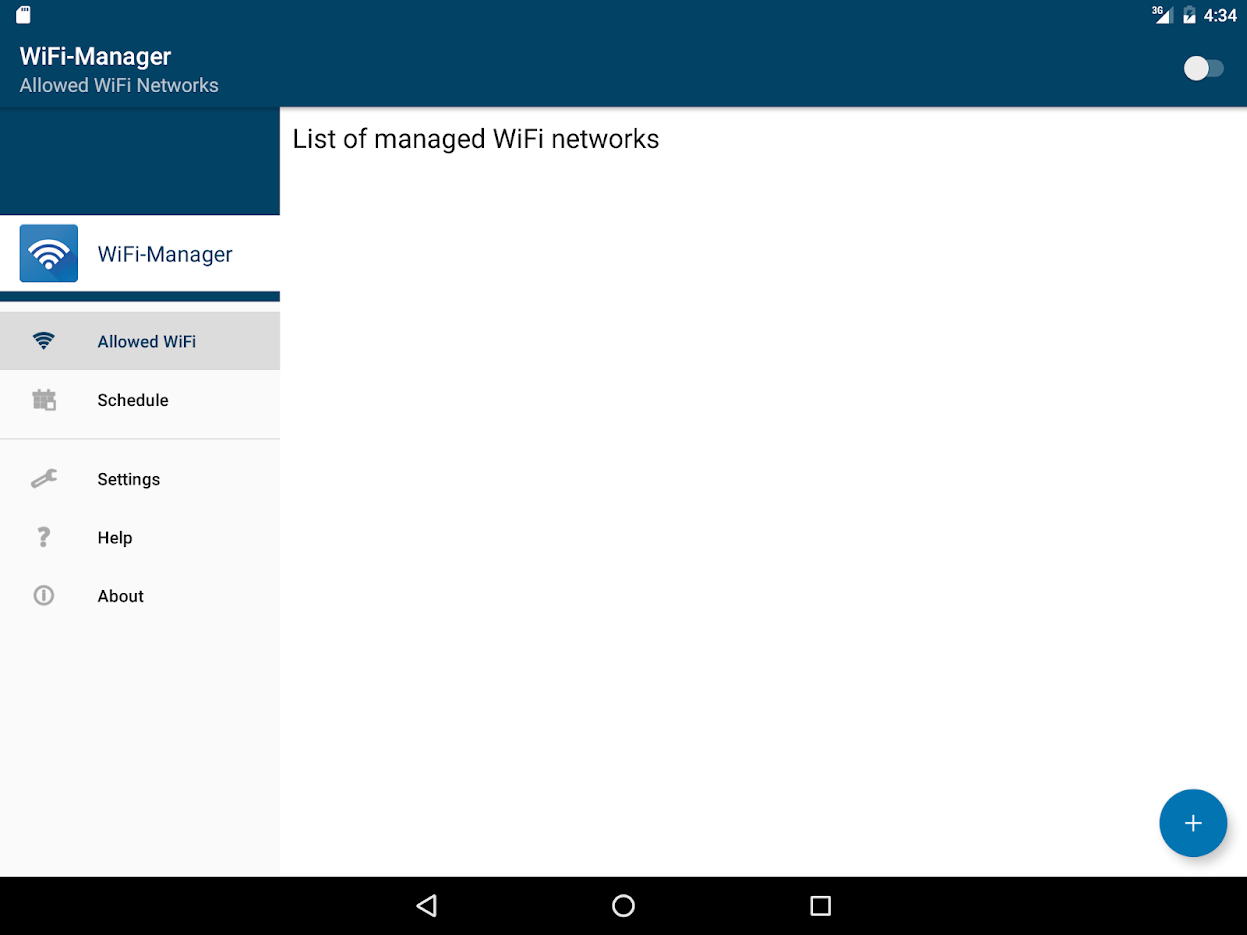 3G
4:34
WiFi-Manager
Allowed WiFi Networks
List of managed WiFi networks
WiFi-Manager
Allowed WiFi
Schedule
Settings
Help
About